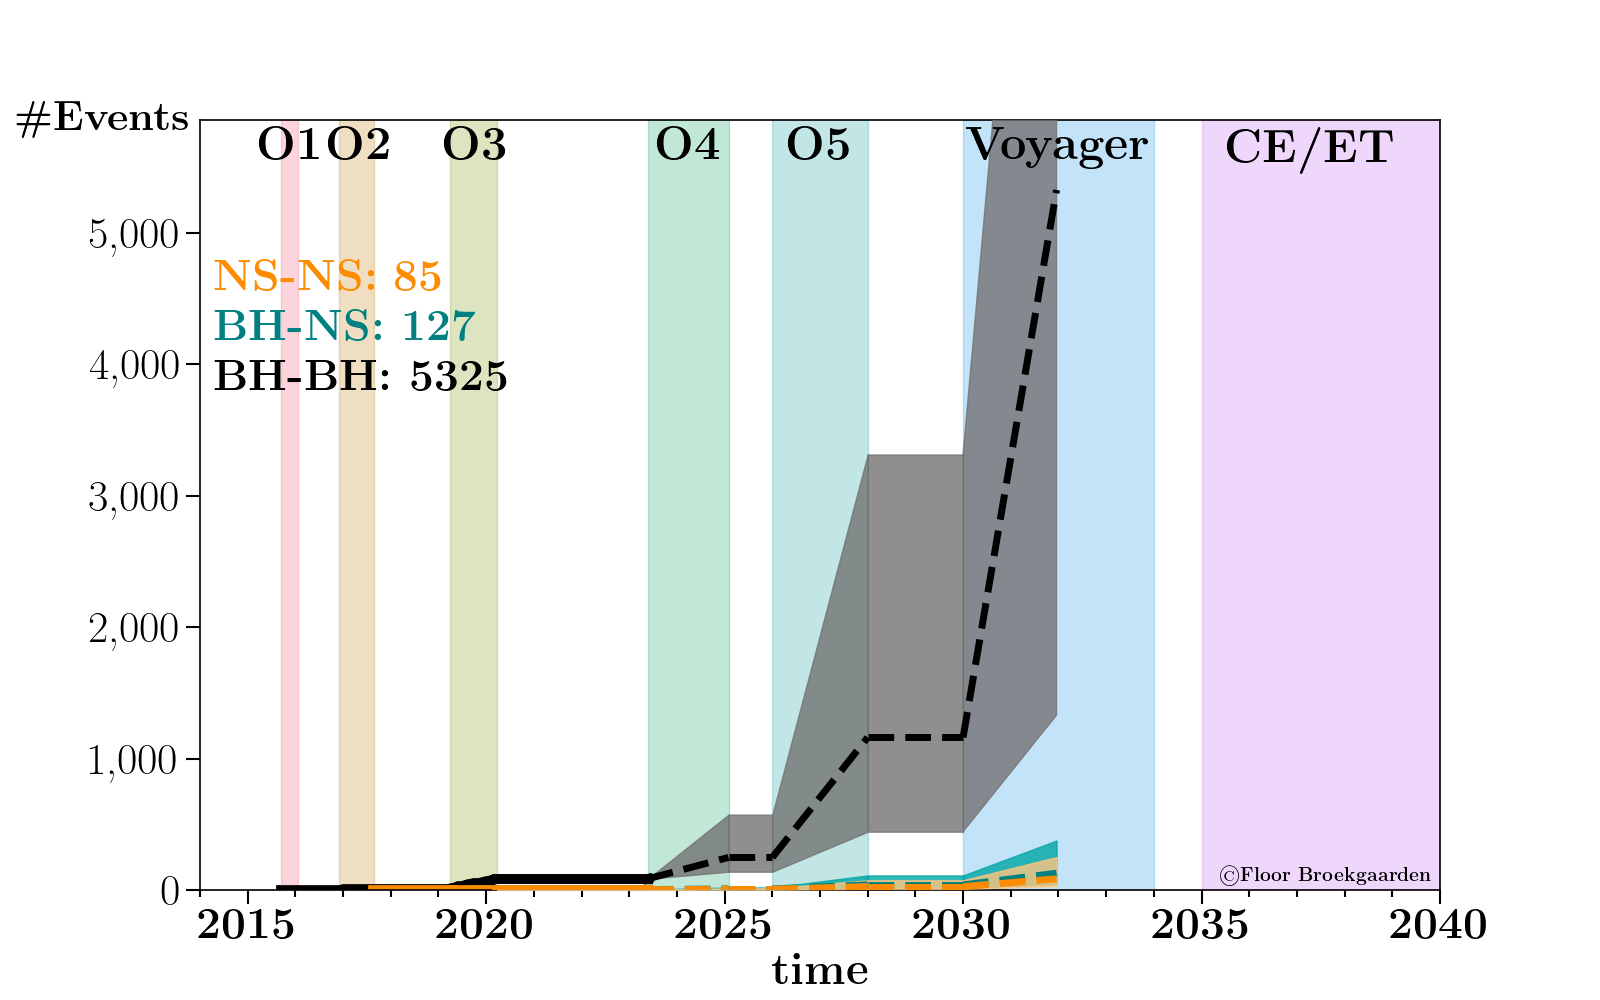 #Events
O1 O2 O3 O4 O5 Voyager CE/ET
5,000
NS-NS: 85
BH-NS: 127
4,000
BH-BH: 5325
3,000
2,000
1,000
©Floor Broekgaarden
0
2015 2020 2025 2030 2035 2040
time